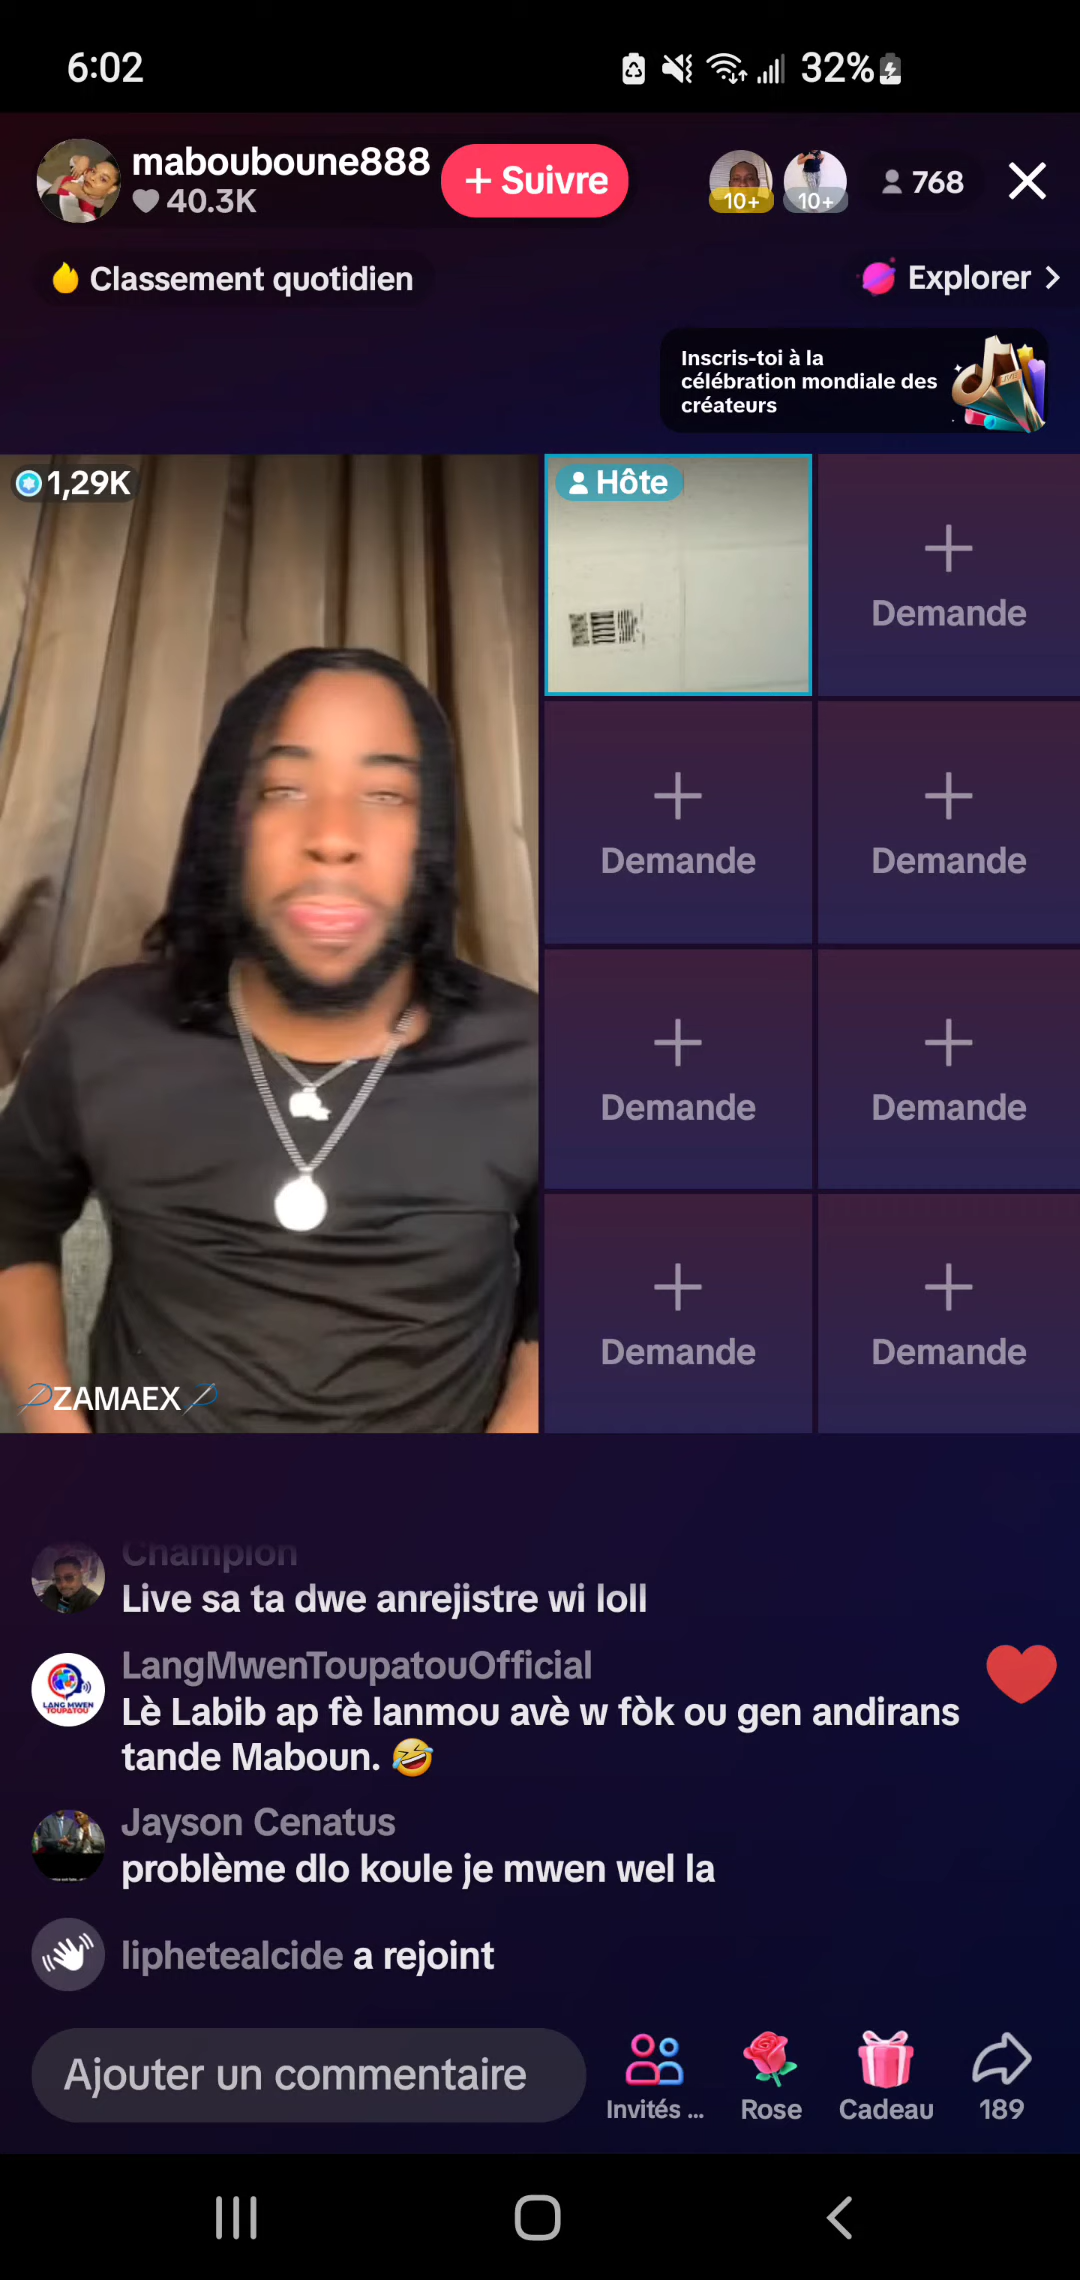 6:02
32%
mabouboune888
40.3K
+ Suivre
10+
10+
768
Classement quotidien
Explorer
Inscris-toi à la
célébration mondiale des
créateurs
1,29K
Hôte
Demande
Demande
Demande
Demande
Demande
Demande
Demande
ZAMAEX
Champion
Live sa ta dwe anrejistre wi loll
LangMwenToupatouOfficial
LANG MWEN
TOUPATOU
Lè Labib ap fè lanmou avè w fòk ou gen andirans
tande Maboun. 🤣
Jayson Cenatus
problème dlo koule je mwen wel la
liphetealcide a rejoint
Ajouter un commentaire
Invités ...
Rose
Cadeau
189